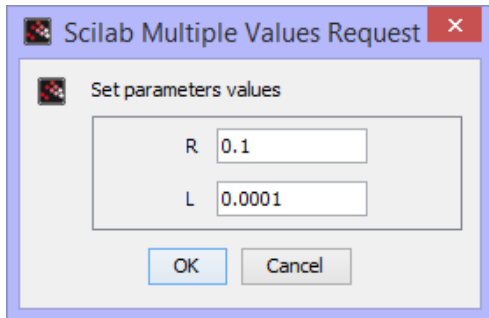 Scilab Multiple Values Request
Set parameters values
R 0.1
L 0.0001
OK Cancel